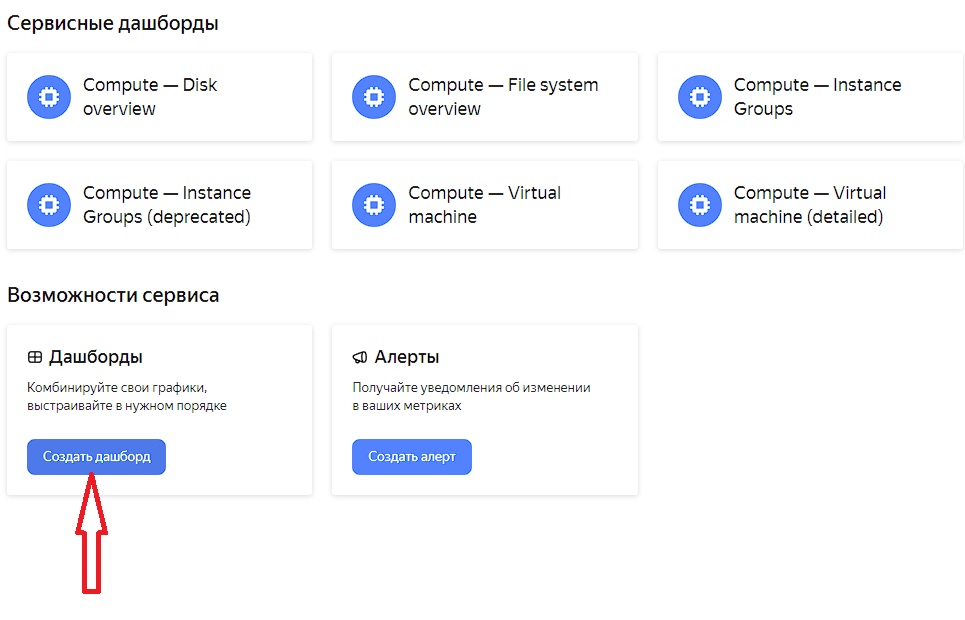 Сервисные дашборды
Compute — Disk
overview
Compute — File system
overview
Compute — Instance
Groups
Compute — Instance
Groups (deprecated)
Compute — Virtual
machine
Compute — Virtual
machine (detailed)
Возможности сервиса
Дашборды
Комбинируйте свои графики,
выстраивайте в нужном порядке
Создать дашборд
Алерты
Получайте уведомления об изменении
в ваших метриках
Создать алерт